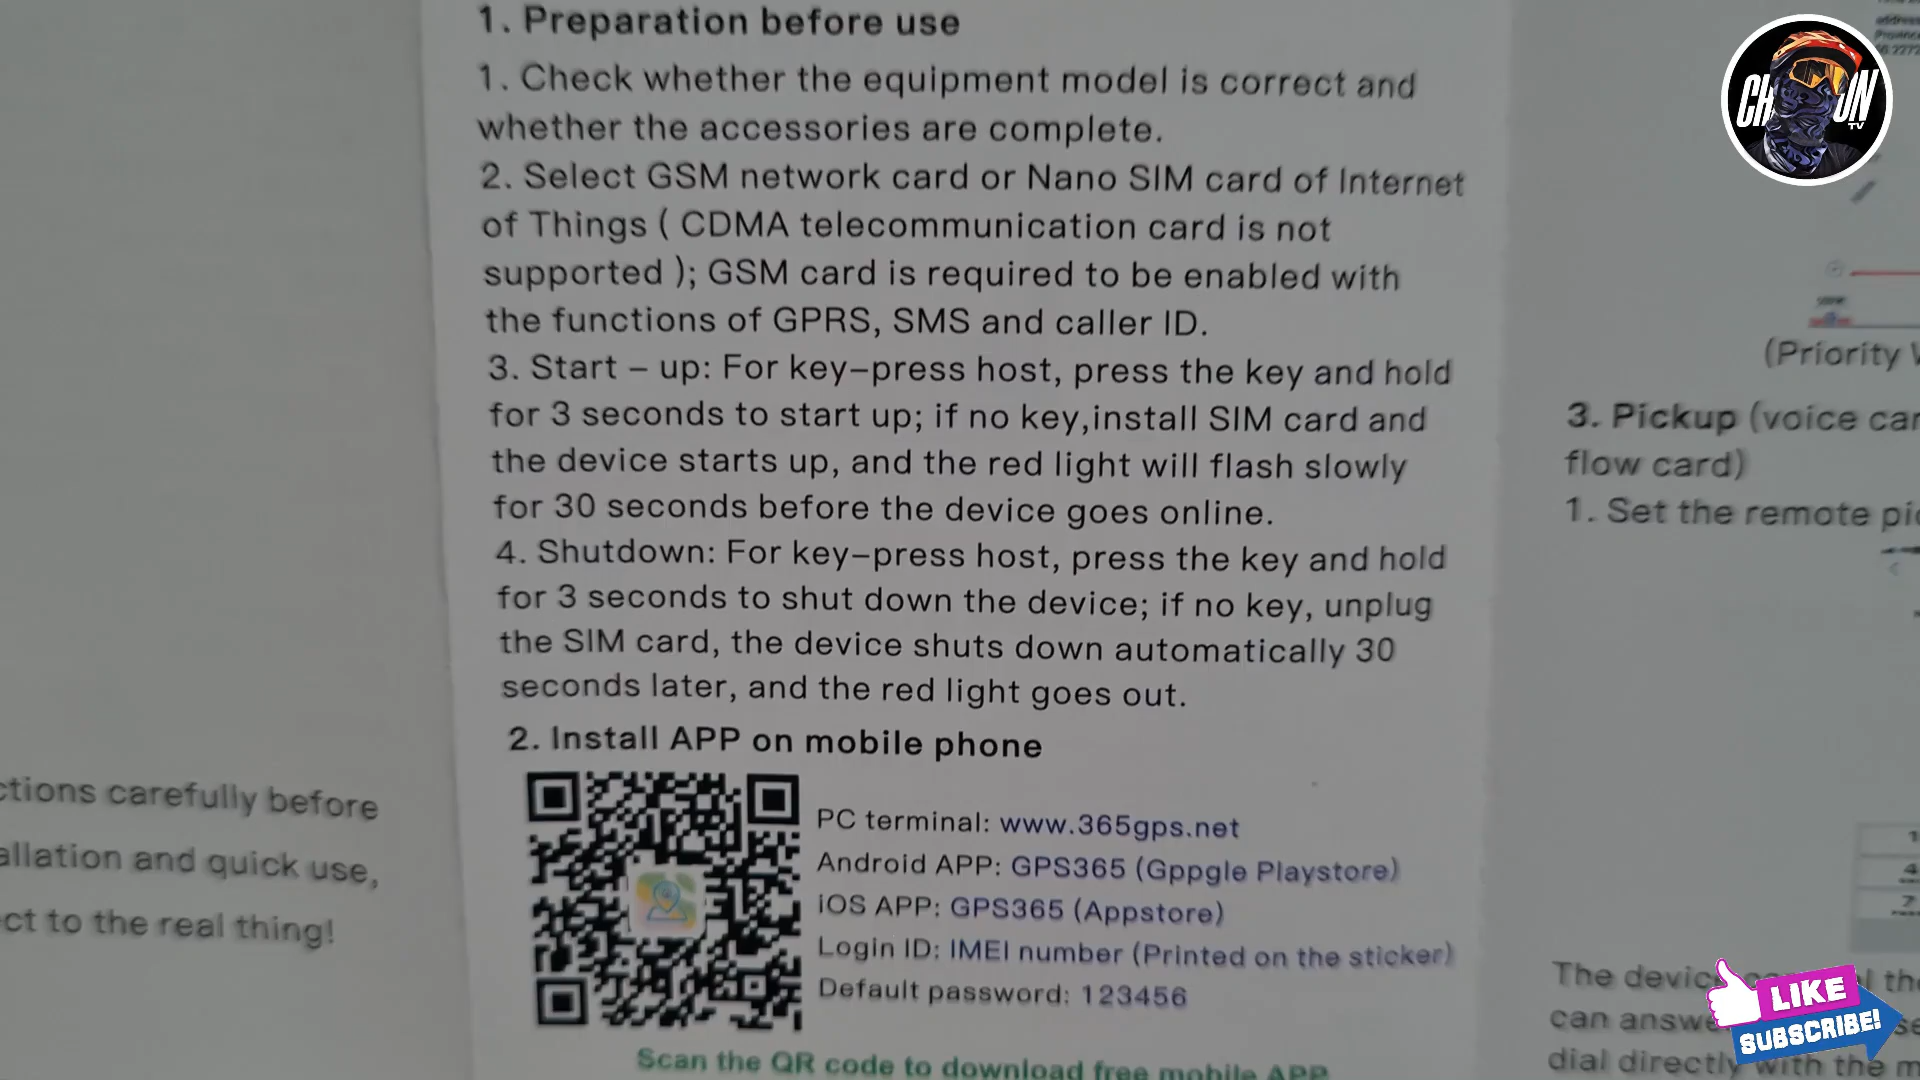 1. Preparation before use
1. Check whether the equipment model is correct and
whether the accessories are complete.
2. Select GSM network card or Nano SIM card of Internet
of Things ( CDMA telecommunication card is not
supported ); GSM card is required to be enabled with
the functions of GPRS, SMS and caller ID.
3. Start – up: For key–press host, press the key and hold
for 3 seconds to start up; if no key,install SIM card and
the device starts up, and the red light will flash slowly
for 30 seconds before the device goes online.
4. Shutdown: For key–press host, press the key and hold
for 3 seconds to shut down the device; if no key, unplug
the SIM card, the device shuts down automatically 30
seconds later, and the red light goes out.
2. Install APP on mobile phone
PC terminal: www.365gps.net
Android APP: GPS365 (Gppgle Playstore)
iOS APP: GPS365 (Appstore)
Login ID: IMEI number (Printed on the sticker)
Default password: 123456
Scan the QR code to download free mobile APP
carefully before
and quick use,
to the real thing!
(Priority
3. Pickup (voice
flow card)
1. Set the remote
1
4
7
The
can
dial directly with the
TV
LIKE
SUBSCRIBE!